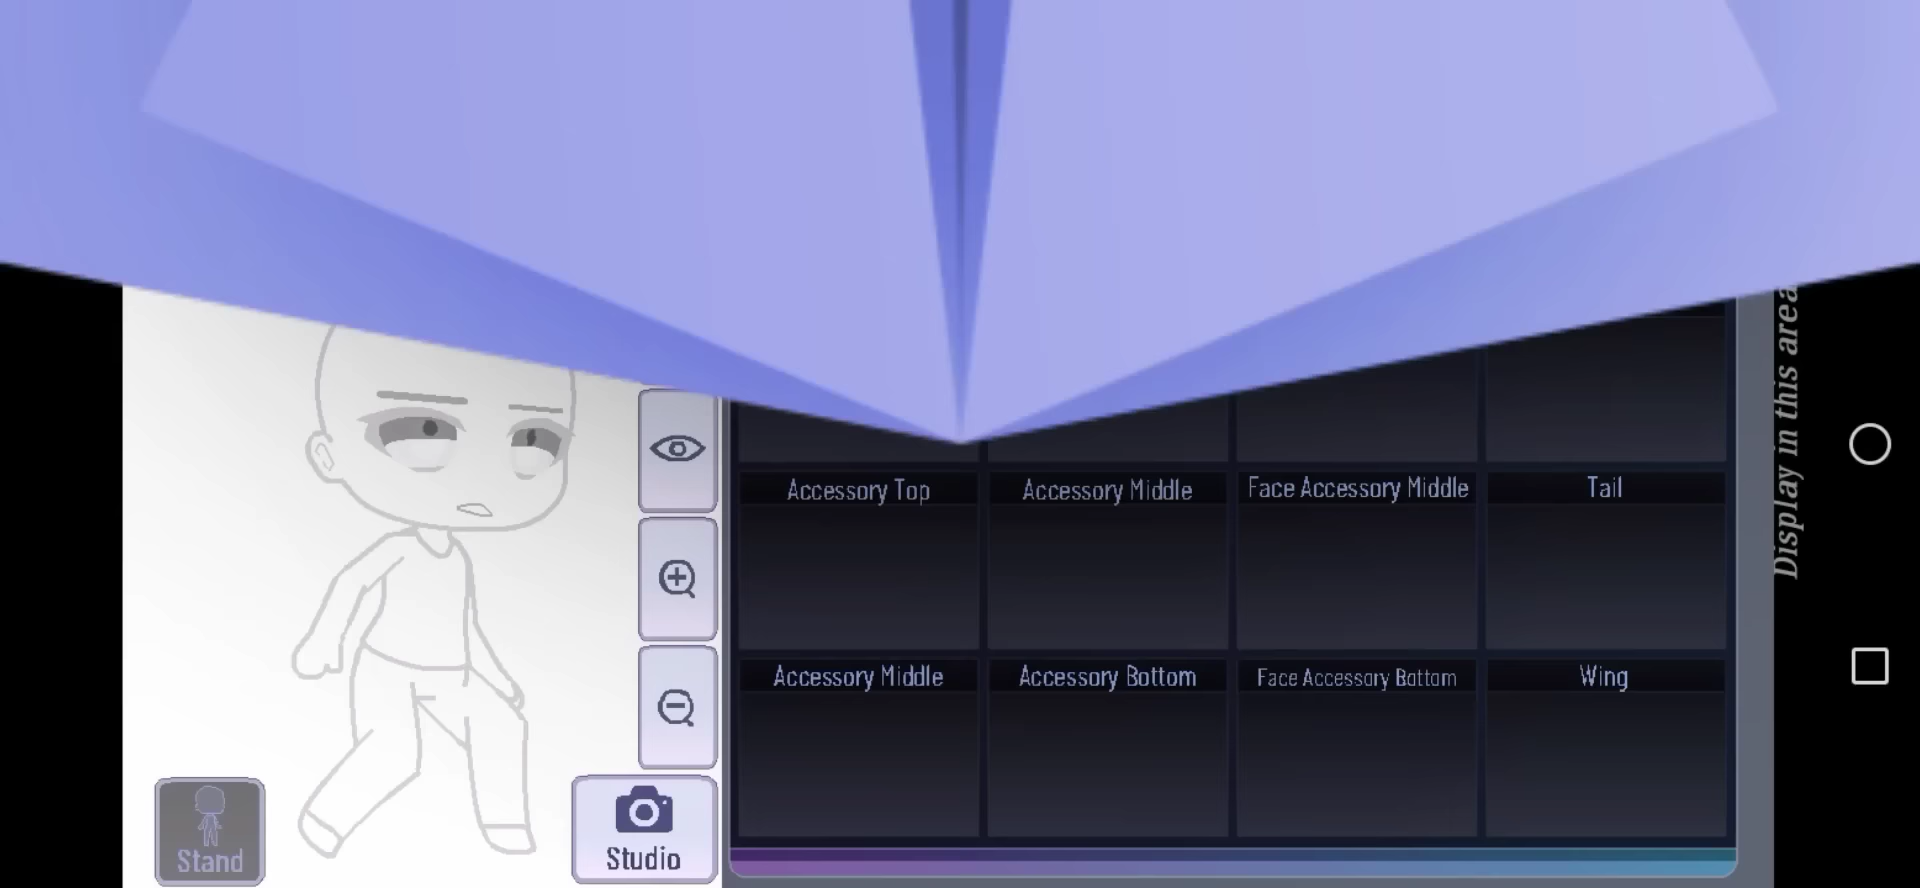 Accessory Top
Accessory Middle
Face Accessory Middle
Tail
Accessory Middle
Accessory Bottom
Face Accessory Bottom
Wing
Stand
Studio
Display in this area